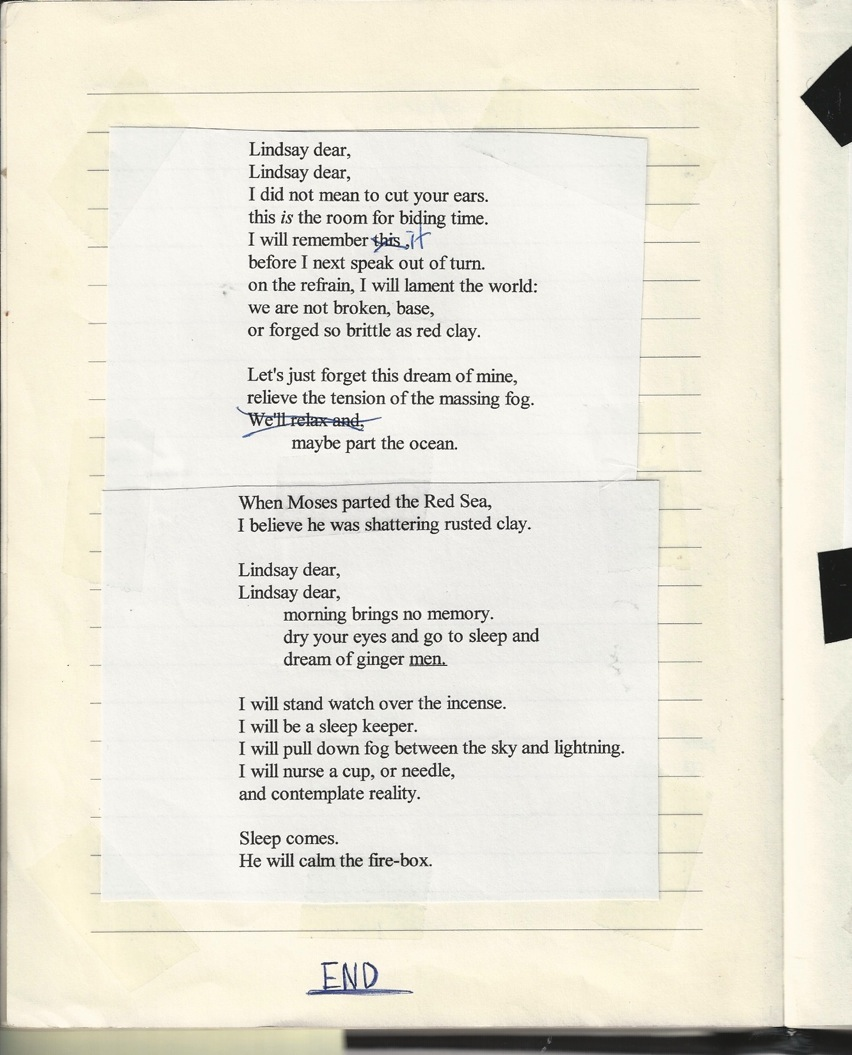 Lindsay dear,
Lindsay dear,
I did not mean to cut your ears.
this is the room for biding time.
I will remember this, it
before I next speak out of turn.
on the refrain, I will lament the world:
we are not broken, base,
or forged so brittle as red clay.
Let's just forget this dream of mine,
relieve the tension of the massing fog.
We'll relax and,
maybe part the ocean.
When Moses parted the Red Sea,
I believe he was shattering rusted clay.
Lindsay dear,
Lindsay dear,
morning brings no memory.
dry your eyes and go to sleep and
dream of ginger men.
I will stand watch over the incense.
I will be a sleep keeper.
I will pull down fog between the sky and lightning.
I will nurse a cup, or needle,
and contemplate reality.
Sleep comes.
He will calm the fire-box.
END